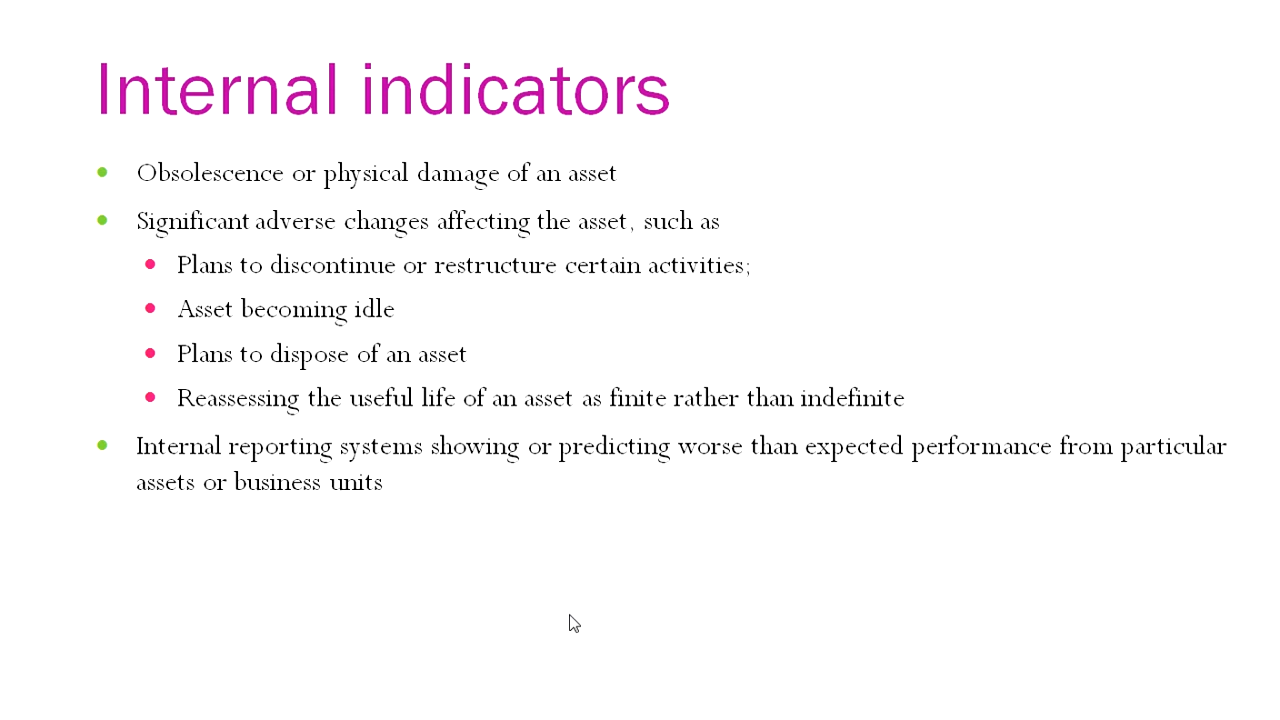 Internal indicators
Obsolescence or physical damage of an asset
Significant adverse changes affecting the asset, such as
Plans to discontinue or restructure certain activities;
Asset becoming idle
Plans to dispose of an asset
Reassessing the useful life of an asset as finite rather than indefinite
Internal reporting systems showing or predicting worse than expected performance from particular
assets or business units